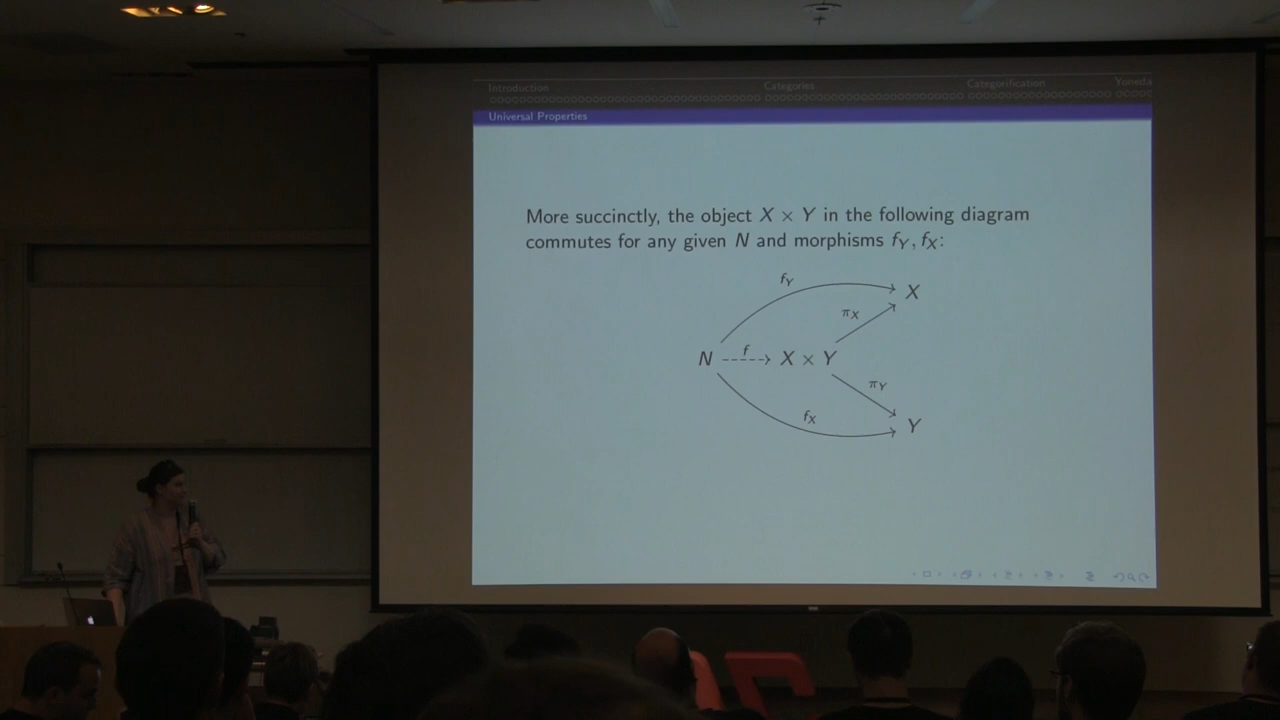 Introduction Categories Categorification Yoneda
Universal Properties
More succinctly, the object X × Y in the following diagram
commutes for any given N and morphisms f_Y, f_X:
f_Y
X
π_X
N f X × Y
π_Y
f_X
Y